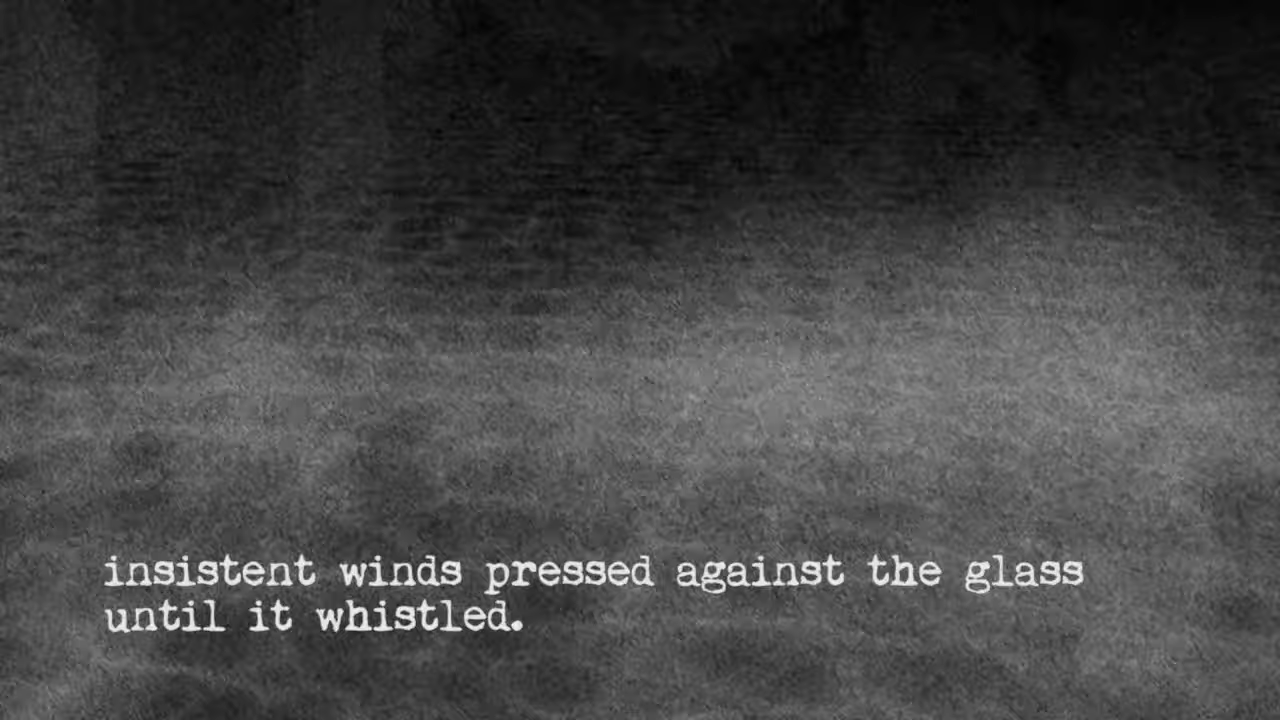 insistent winds pressed against the glass
until it whistled.